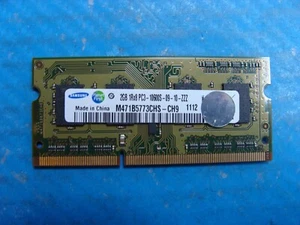 SAMSUNG
2GB 1Rx8 PC3-10600S-09-10-ZZZ
M471B5773CHS-CH9 1112
Made in China